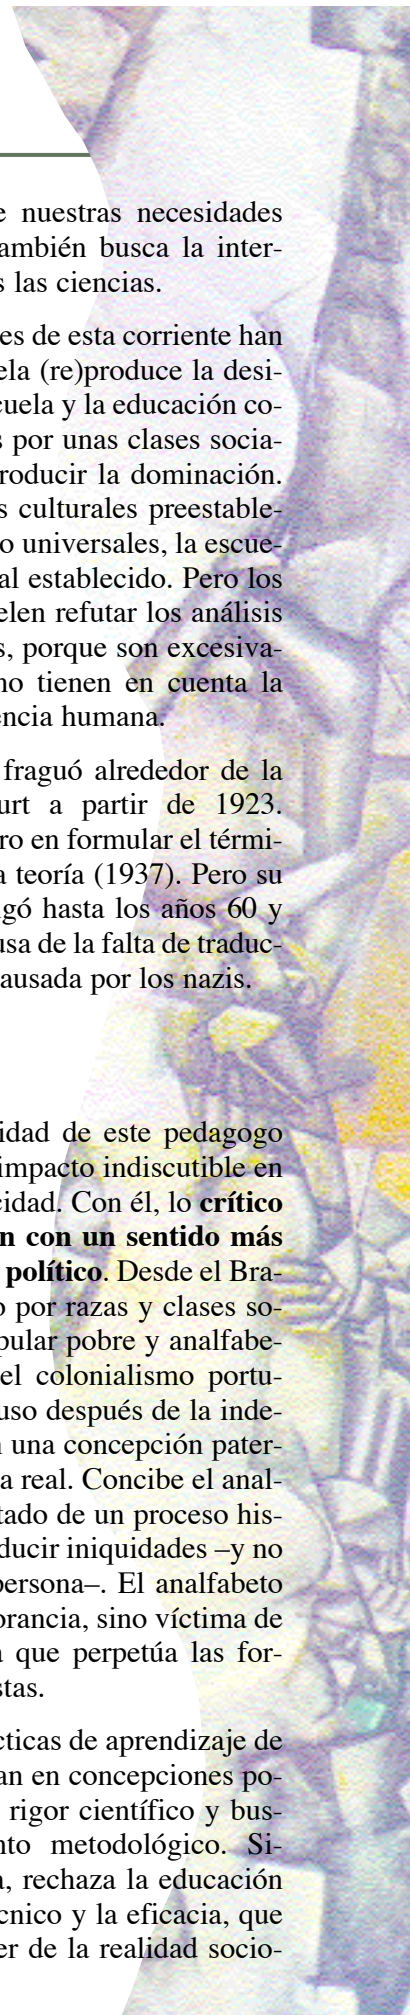 e nuestras necesidades
ambién busca la inter-
s las ciencias.
es de esta corriente han
ela (re)produce la desi-
cuela y la educación co-
s por unas clases socia-
roducir la dominación.
s culturales preestable-
o universales, la escue-
al establecido. Pero los
elen refutar los análisis
s, porque son excesiva-
no tienen en cuenta la
encia humana.
fraguó alrededor de la
urt a partir de 1923.
ro en formular el térmi-
a teoría (1937). Pero su
gó hasta los años 60 y
usa de la falta de traduc-
ausada por los nazis.
idad de este pedagogo
impacto indiscutible en
cidad. Con él, lo crítico
n con un sentido más
político. Desde el Bra-
o por razas y clases so-
pular pobre y analfabe-
el colonialismo portu-
uso después de la inde-
n una concepción pater-
a real. Concibe el anal-
tado de un proceso his-
ducir iniquidades –y no
persona–. El analfabeto
orancia, sino víctima de
a que perpetúa las for-
stas.
cticas de aprendizaje de
an en concepciones po-
rigor científico y bus-
nto metodológico. Si-
a, rechaza la educación
cnico y la eficacia, que
er de la realidad socio-